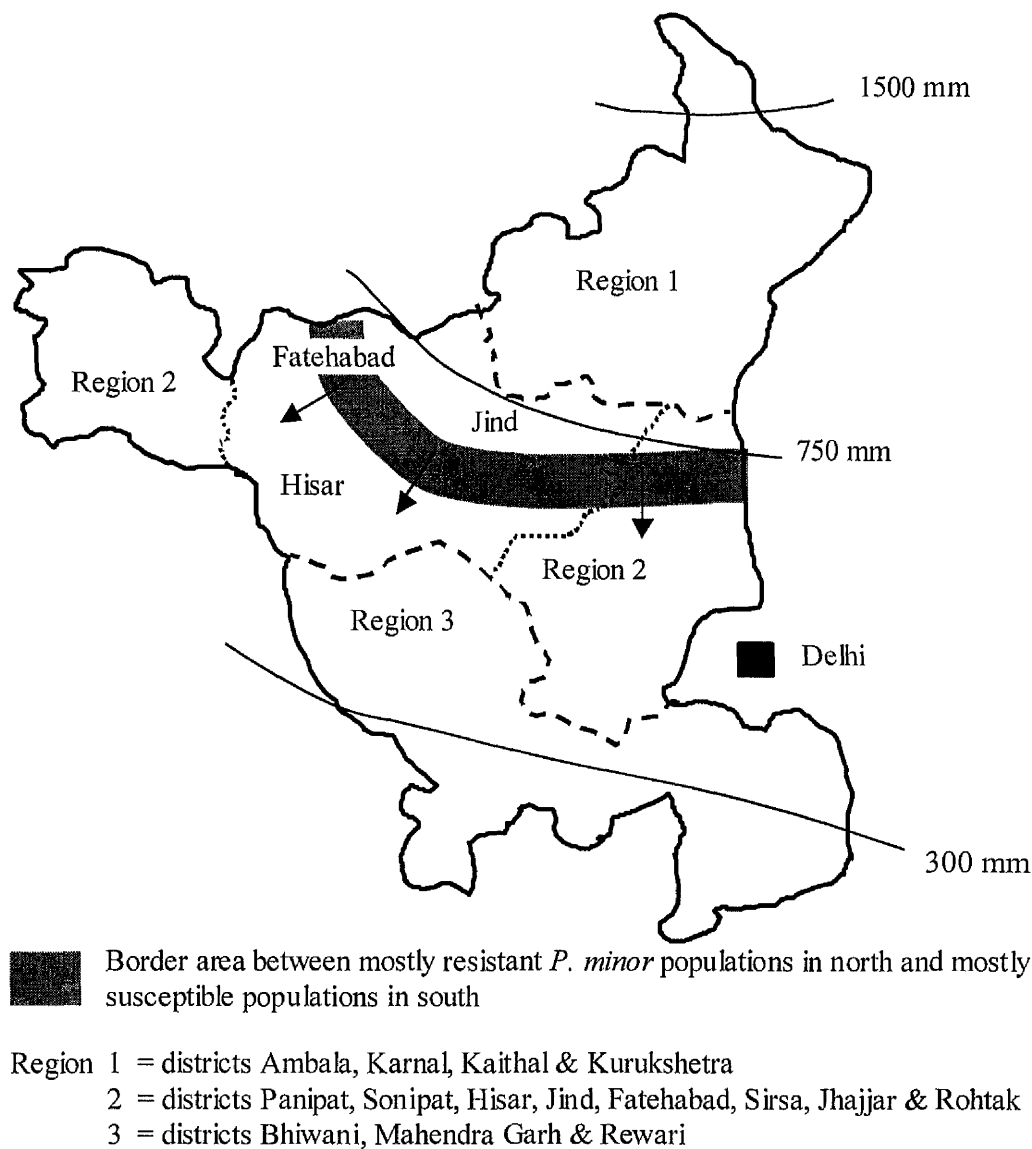 1500 mm
Region 1
Fatehabad
Region 2
Jind
750 mm
Hisar
Region 2
Region 3
Delhi
300 mm
Border area between mostly resistant P. minor populations in north and mostly
susceptible populations in south
Region 1 = districts Ambala, Karnal, Kaithal & Kurukshetra
2 = districts Panipat, Sonipat, Hisar, Jind, Fatehabad, Sirsa, Jhajjar & Rohtak
3 = districts Bhiwani, Mahendra Garh & Rewari